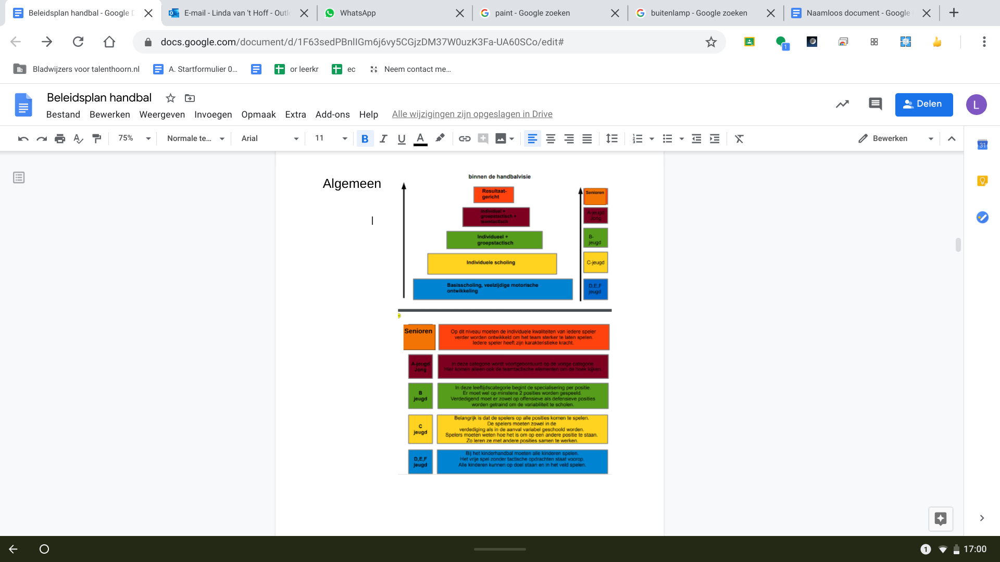 Beleidsplan handbal - Google D
E-mail - Linda van 't Hoff - Outlo
WhatsApp
paint - Google zoeken
buitenlamp - Google zoeken
Naamloos document - Google
docs.google.com/document/d/1F63sedPBnlIGm6j6vy5CGjzDM37W0uzK3Fa-UA60SCo/edit#
1
Bladwijzers voor talenthoorn.nl
A. Startformulier 0...
or leerkr
ec
Neem contact me...
Beleidsplan handbal
Bestand Bewerken Weergeven Invoegen Opmaak Extra Add-ons Help Alle wijzigingen zijn opgeslagen in Drive
Delen
L
75%
Normale te...
Arial
11
B I U A
Bewerken
31
Algemeen
binnen de handbalvisie
Resultaat-
gericht
Individueel +
groepstactisch +
teamtactisch
Individueel +
groepstactisch
Individuele scholing
Basisscholing, veelzijdige motorische
ontwikkeling
Senioren
A-jeugd
Jong
B-
jeugd
C-jeugd
D,E,F
jeugd
Senioren
Op dit niveau moeten de individuele kwaliteiten van iedere speler
verder worden ontwikkeld om het team sterker te laten spelen.
Iedere speler heeft zijn karakteristieke kracht.
A-jeugd
Jong
In deze categorie wordt voortgeborduurd op de vorige categorie.
Hier komen alleen ook de teamtactische elementen om de hoek kijken.
B
jeugd
In deze leeftijdscategorie begint de specialisering per positie.
Er moet wel op minstens 2 posities worden gespeeld.
Verdedigend moet er zowel op offensieve als defensieve posities
worden getraind om de variabiliteit te scholen.
C
jeugd
Belangrijk is dat de spelers op alle posities komen te spelen.
De spelers moeten zowel in de
verdediging als in de aanval variabel geschoold worden.
Spelers moeten weten hoe het is om op een andere positie te staan.
Zo leren ze met andere posities samen te werken.
D,E,F
jeugd
Bij het kinderhandbal moeten alle kinderen spelen.
Het vrije spel zonder tactische opdrachten staat voorop.
Alle kinderen kunnen op doel staan en in het veld spelen.
1
17:00